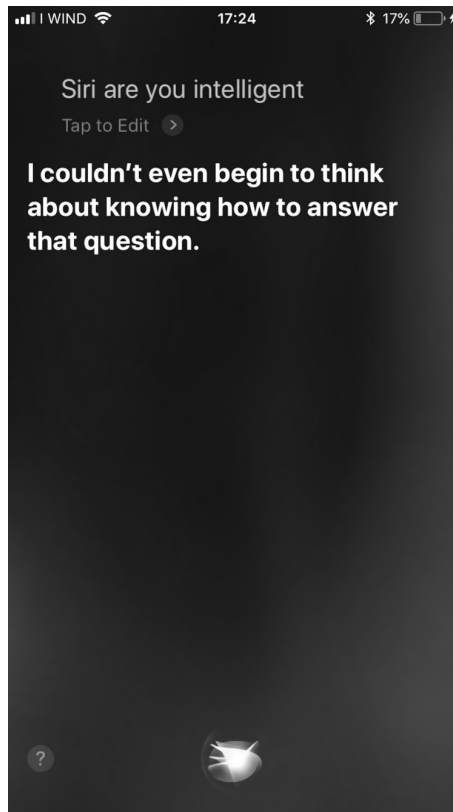 I WIND 17:24 17%
Siri are you intelligent
Tap to Edit >
I couldn’t even begin to think
about knowing how to answer
that question.
?